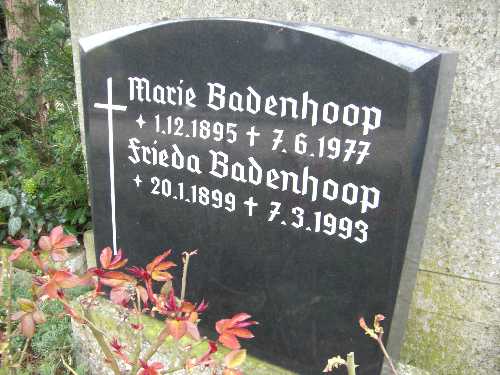 Marie Badenhoop
* 1.12.1895 † 7.6.1977
Frieda Badenhoop
* 20.1.1899 † 7.3.1993